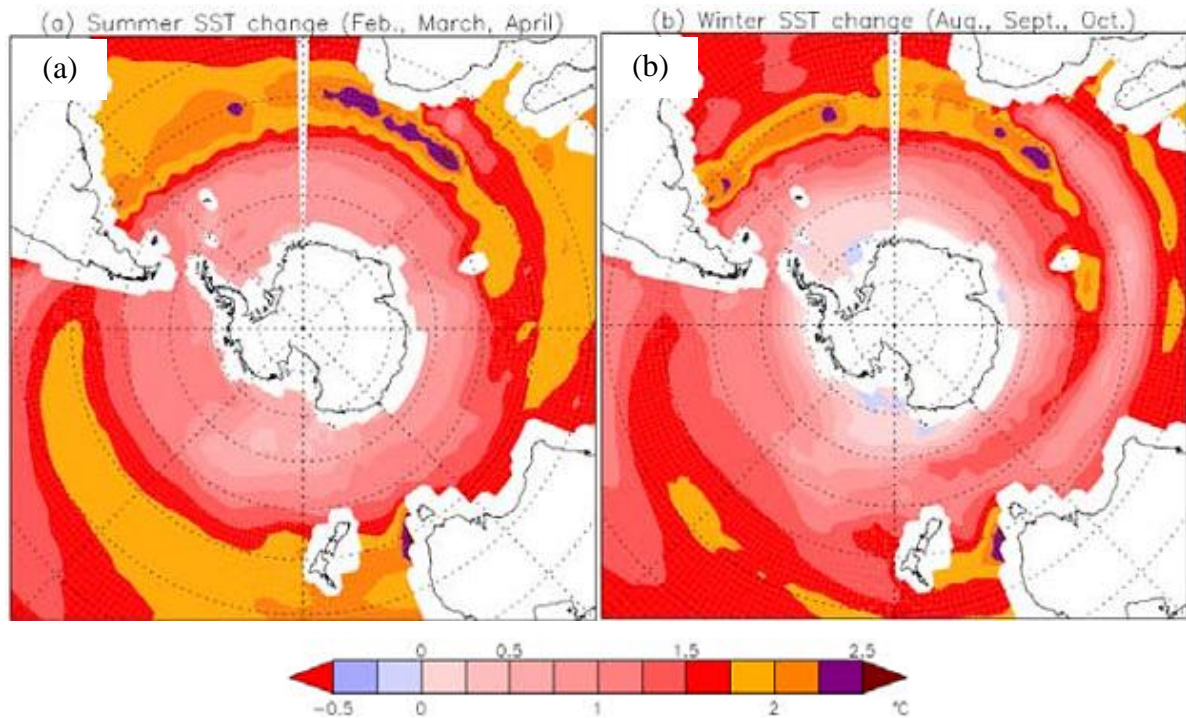 (a) Summer SST change (Feb., March, April)
(b) Winter SST change (Aug., Sept., Oct.)
(a)
(b)
0 0.5 1.5 2.5
−0.5 0 1 2 °C